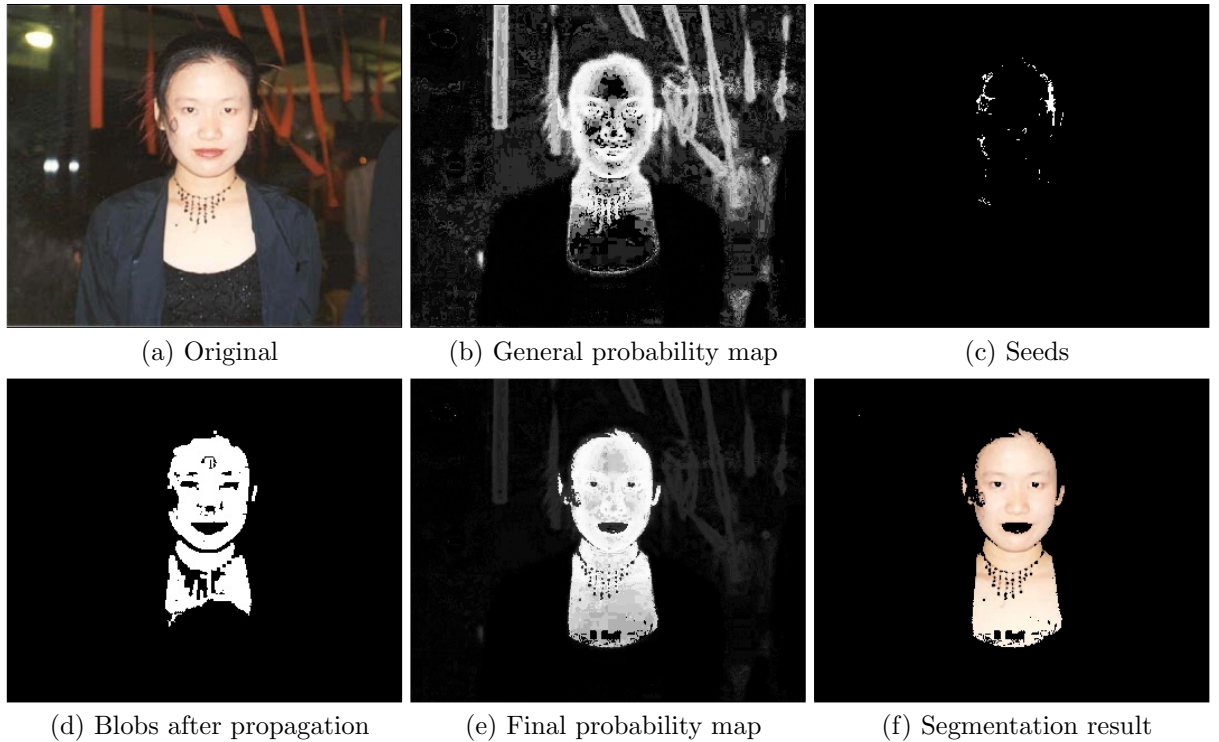 (a) Original
(b) General probability map
(c) Seeds
(d) Blobs after propagation
(e) Final probability map
(f) Segmentation result